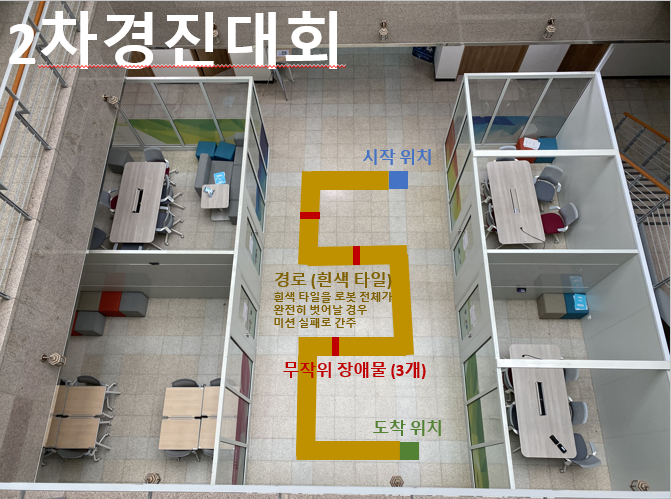 2차경진대회
시작 위치
경로 (흰색 타일)
흰색 타일을 로봇 전체가
완전히 벗어날 경우
미션 실패로 간주
무작위 장애물 (3개)
도착 위치